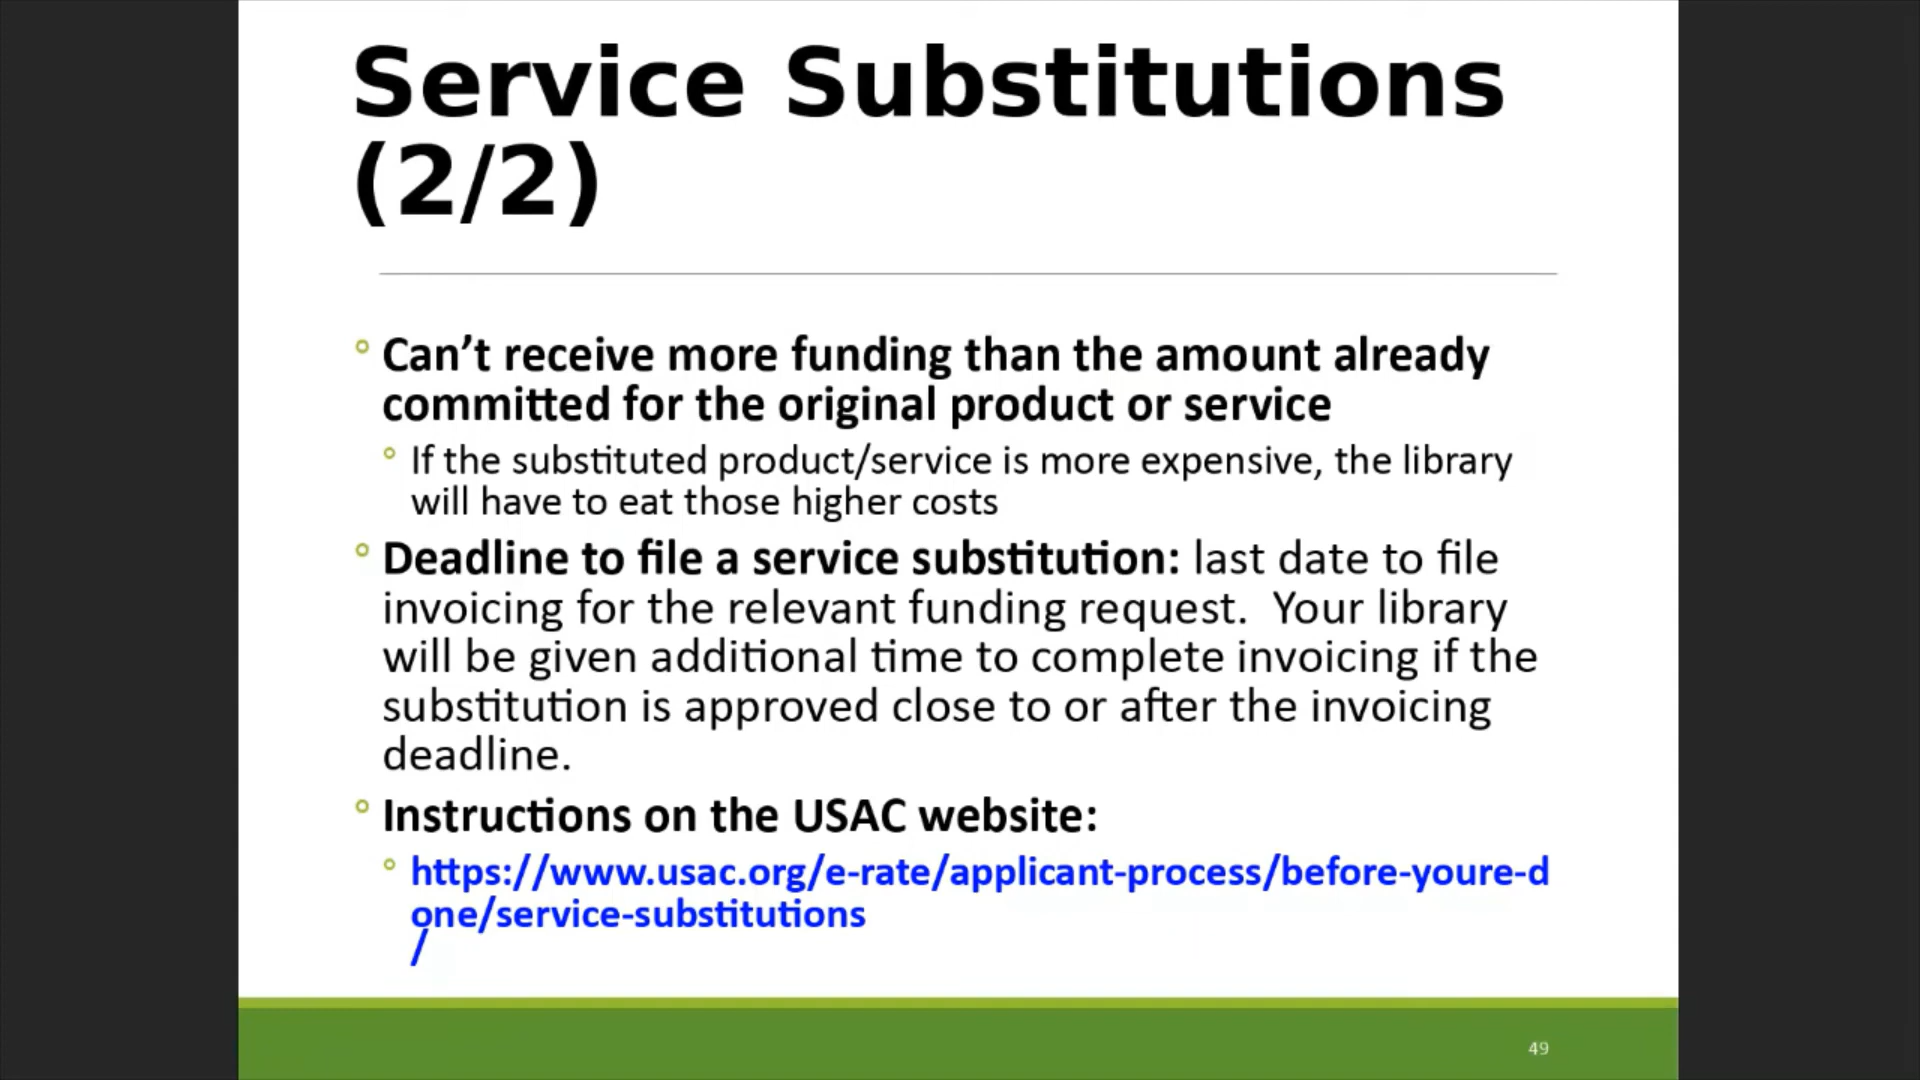 Service Substitutions
(2/2)
Can’t receive more funding than the amount already
committed for the original product or service
If the substituted product/service is more expensive, the library
will have to eat those higher costs
Deadline to file a service substitution: last date to file
invoicing for the relevant funding request.  Your library
will be given additional time to complete invoicing if the
substitution is approved close to or after the invoicing
deadline.
Instructions on the USAC website:
https://www.usac.org/e-rate/applicant-process/before-youre-d
one/service-substitutions
/
49